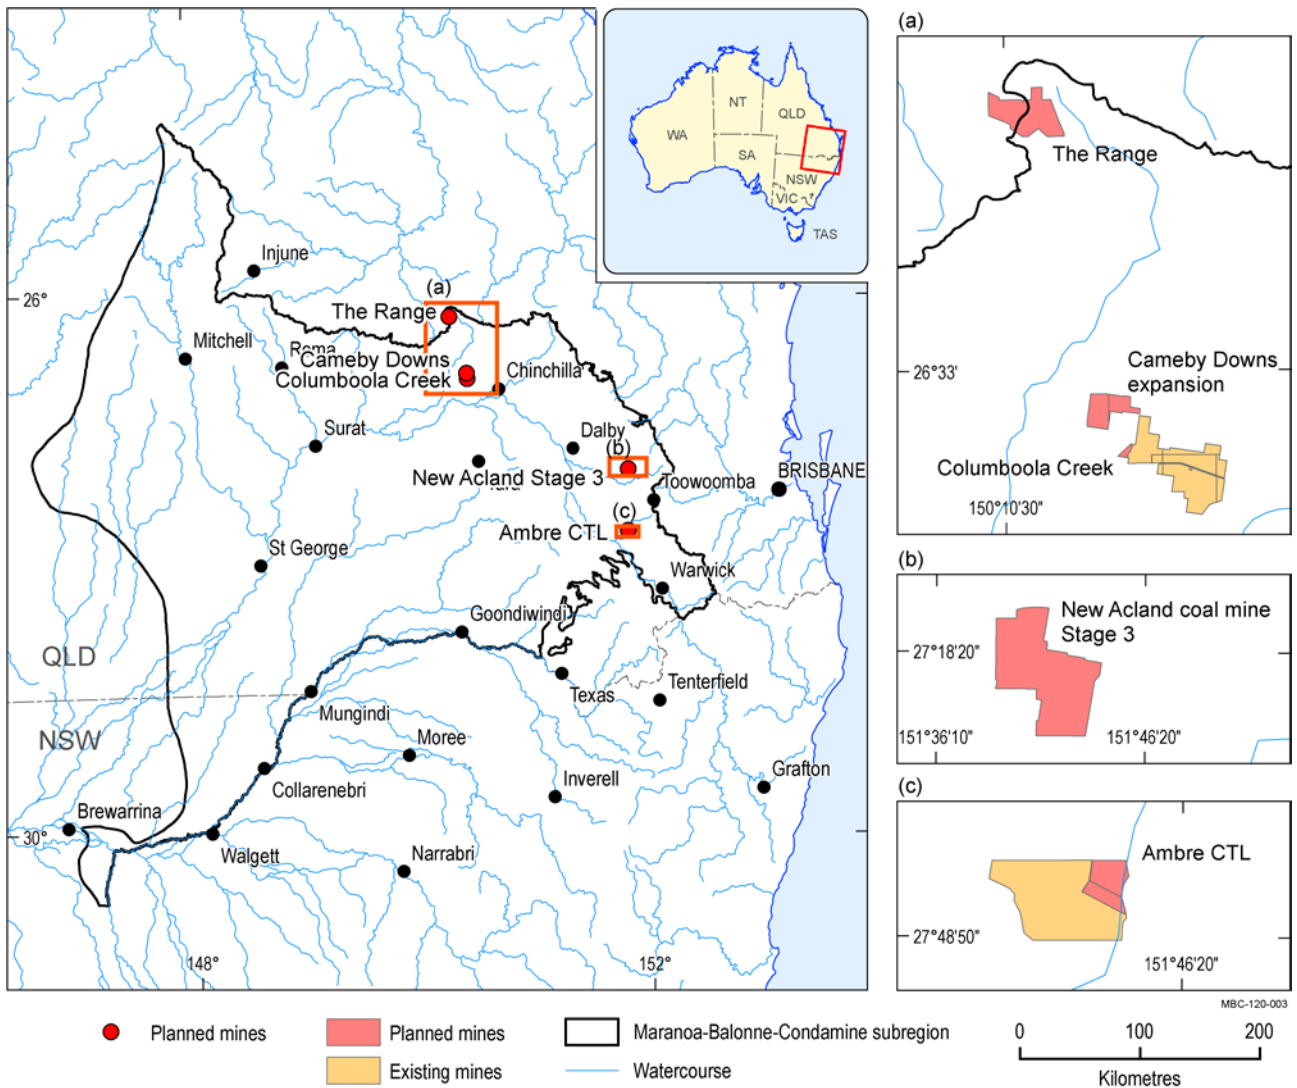 (a)
NT
QLD
WA
SA
NSW
VIC
TAS
Injune
(a)
26°
The Range
The Range
Mitchell
Roma
Cameby Downs
Columboola Creek
Chinchilla
26°33'
Cameby Downs
expansion
Surat
Dalby
(b)
New Acland Stage 3
Yara
BRISBANE
Toowoomba
Columboola Creek
150°10'30"
(c)
Ambre CTL
St George
Warwick
(b)
Goondiwindi
New Acland coal mine
Stage 3
27°18'20"
QLD
Texas
Tenterfield
Mungindi
NSW
Moree
151°36'10"
151°46'20"
Inverell
Grafton
Collarenebri
(c)
Brewarrina
30°
Walgett
Narrabri
Ambre CTL
27°48'50"
148°
152°
151°46'20"
MBC-120-003
Planned mines
Planned mines
Maranoa-Balonne-Condamine subregion
0 100 200
Existing mines
Watercourse
Kilometres